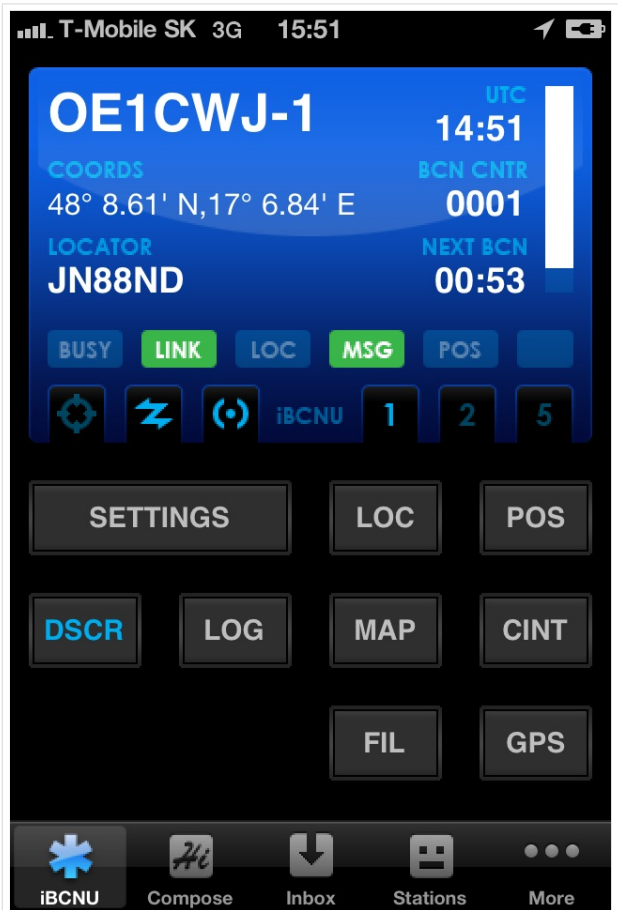 T-Mobile SK 3G 15:51
OE1CWJ-1
UTC
14:51
COORDS
48° 8.61' N,17° 6.84' E
BCN CNTR
0001
LOCATOR
JN88ND
NEXT BCN
00:53
BUSY LINK LOC MSG POS
iBCNU 1 2 5
SETTINGS LOC POS
DSCR LOG MAP CINT
FIL GPS
Hi
iBCNU Compose Inbox Stations More